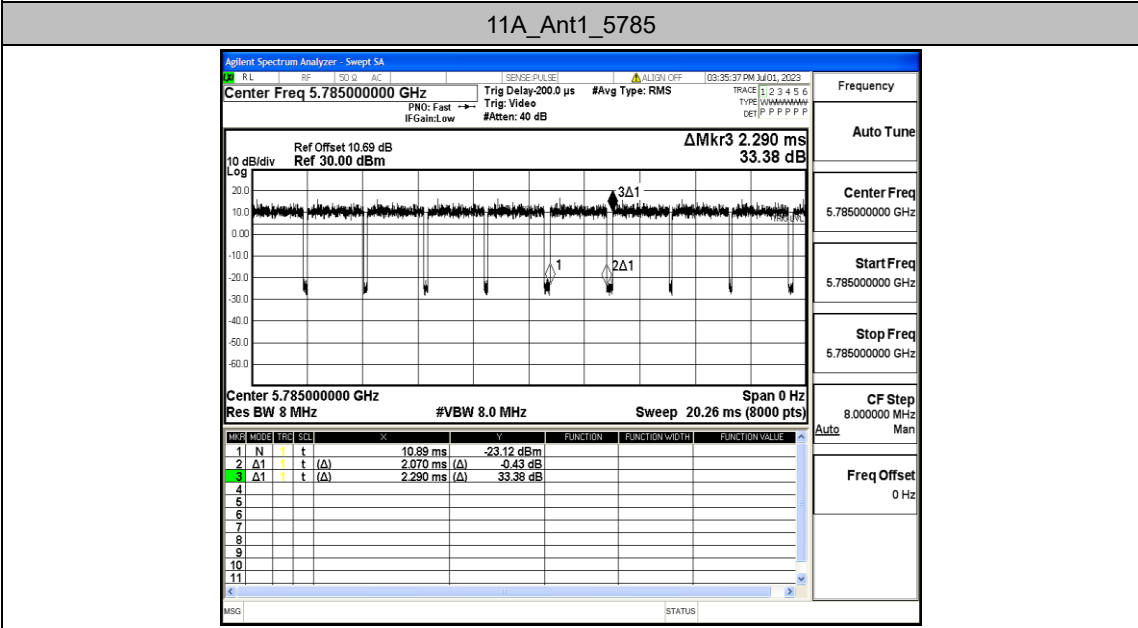 11A_Ant1_5785
Agilent Spectrum Analyzer - Swept SA
RL RF 50 Ω AC SENSE:PULSE ALIGN OFF 03:35:37 PM Jul 01, 2023
Center Freq 5.785000000 GHz
PNO: Fast
IFGain:Low
Trig Delay-200.0 µs
Trig: Video
#Atten: 40 dB
#Avg Type: RMS
TRACE 1 2 3 4 5 6
TYPE
DET P P P P P P
Frequency
Auto Tune
Center Freq
5.785000000 GHz
Start Freq
5.785000000 GHz
Stop Freq
5.785000000 GHz
CF Step
8.000000 MHz
Auto Man
Freq Offset
0 Hz
ΔMkr3 2.290 ms
33.38 dB
Ref Offset 10.69 dB
10 dB/div Ref 30.00 dBm
Log
20.0
10.0
0.00
-10.0
-20.0
-30.0
-40.0
-50.0
-60.0
3Δ1
TRIG LVL
1
2Δ1
Center 5.785000000 GHz Span 0 Hz
Res BW 8 MHz #VBW 8.0 MHz Sweep 20.26 ms (8000 pts)
MKR MODE TRC SCL X Y FUNCTION FUNCTION WIDTH FUNCTION VALUE
1 N 1 t 10.89 ms -23.12 dBm
2 Δ1 1 t (Δ) 2.070 ms (Δ) -0.43 dB
3 Δ1 1 t (Δ) 2.290 ms (Δ) 33.38 dB
4
5
6
7
8
9
10
11
MSG STATUS